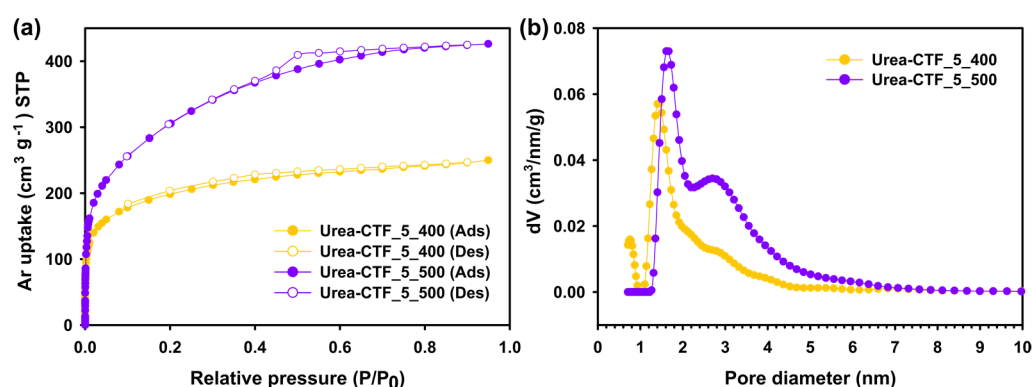 (a)
Ar uptake (cm³ g⁻¹) STP
400
300
200
100
0
Urea-CTF_5_400 (Ads)
Urea-CTF_5_400 (Des)
Urea-CTF_5_500 (Ads)
Urea-CTF_5_500 (Des)
0.0 0.2 0.4 0.6 0.8 1.0
Relative pressure (P/P₀)
(b)
dV (cm³/nm/g)
0.08
0.06
0.04
0.02
0.00
Urea-CTF_5_400
Urea-CTF_5_500
0 1 2 3 4 5 6 7 8 9 10
Pore diameter (nm)